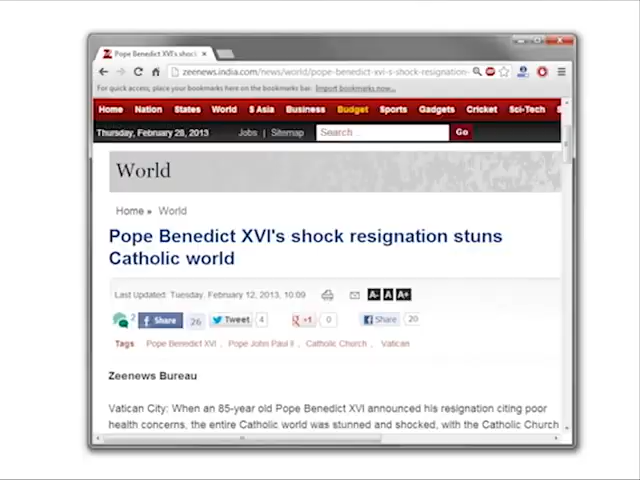 Pope Benedict XVI's shock
zeenews.india.com/news/world/pope-benedict-xvi-s-shock-resignation-
For quick access, place your bookmarks here on the bookmarks bar. Import bookmarks now...
Home Nation States World S Asia Business Budget Sports Gadgets Cricket Sci-Tech
Thursday, February 28, 2013 Jobs | Sitemap Search... Go
World
Home » World
Pope Benedict XVI's shock resignation stuns
Catholic world
Last Updated: Tuesday, February 12, 2013, 10:09 A- A A+
2 f Share 26 Tweet 4 g +1 0 f Share 20
Tags Pope Benedict XVI , Pope John Paul II , Catholic Church , Vatican
Zeenews Bureau
Vatican City: When an 85-year old Pope Benedict XVI announced his resignation citing poor
health concerns, the entire Catholic world was stunned and shocked, with the Catholic Church